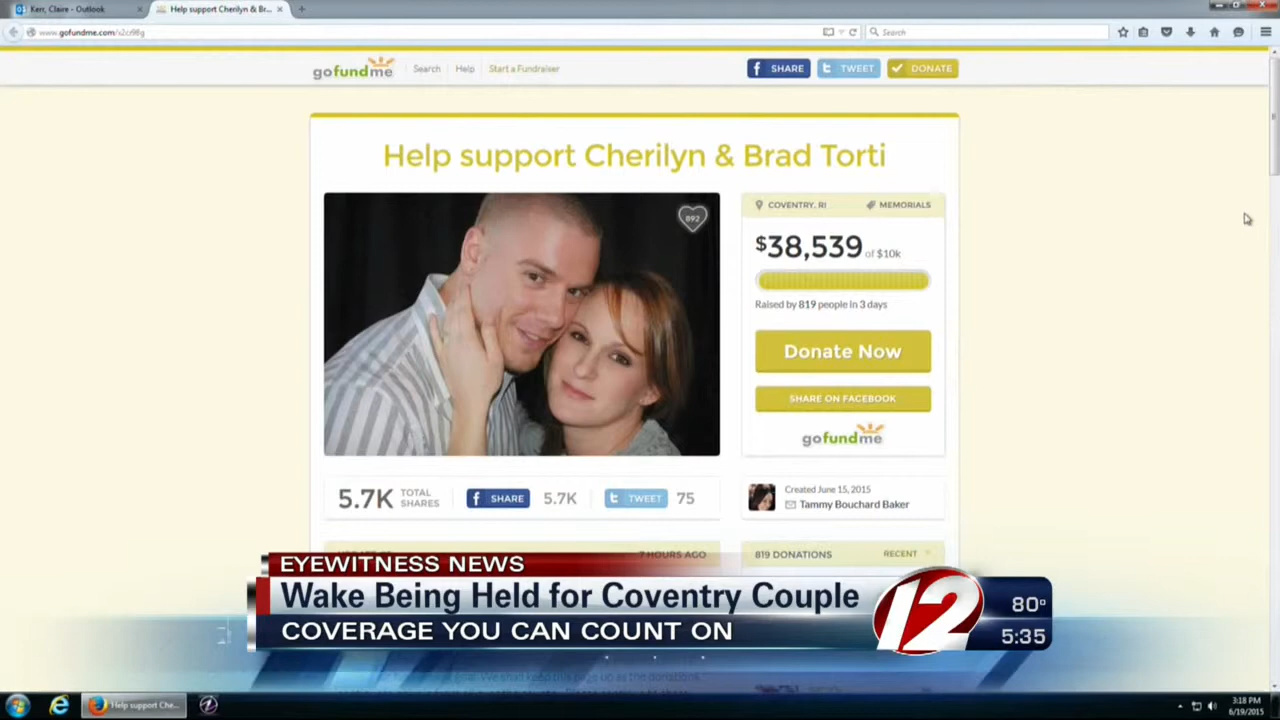 Kerr, Claire - Outlook
Help support Cherilyn & Br...
Search
gofundme
Search
Help
Start a Fundraiser
SHARE
TWEET
DONATE
Help support Cherilyn & Brad Torti
892
COVENTRY, RI
MEMORIALS
$38,539 of $10k
Raised by 819 people in 3 days
Donate Now
SHARE ON FACEBOOK
gofundme
5.7K TOTAL
SHARES
SHARE
5.7K
TWEET
75
Created June 15, 2015
Tammy Bouchard Baker
7 HOURS AGO
819 DONATIONS
RECENT
EYEWITNESS NEWS
Wake Being Held for Coventry Couple
COVERAGE YOU CAN COUNT ON
12
80°
5:35
Help support Che...
3:18 PM
6/19/2015